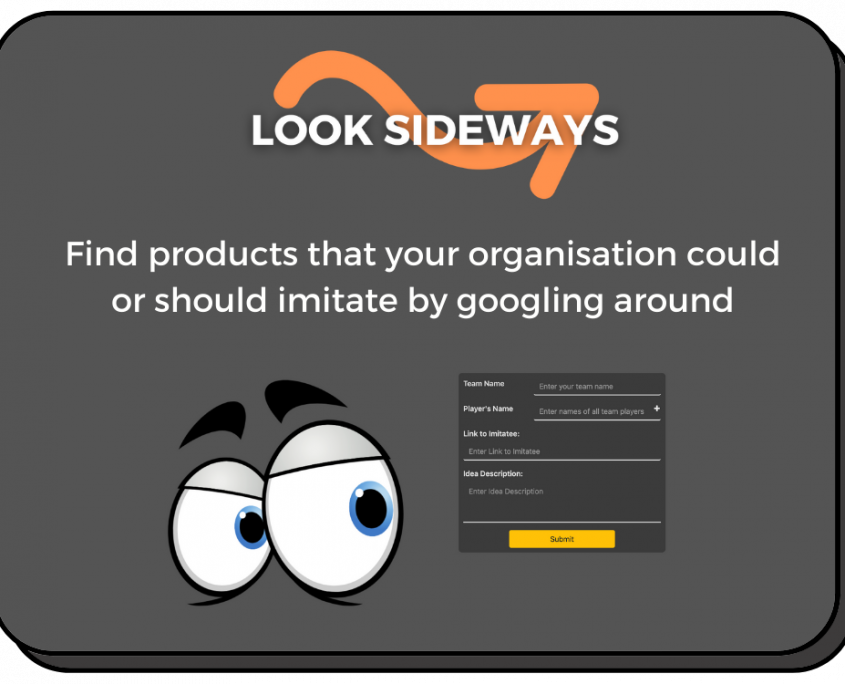 LOOK SIDEWAYS
Find products that your organisation could
or should imitate by googling around
Team Name
Enter your team name
Player's Name
Enter names of all team players +
Link to Imitatee:
Enter Link to Imitatee
Idea Description:
Enter Idea Description
Submit